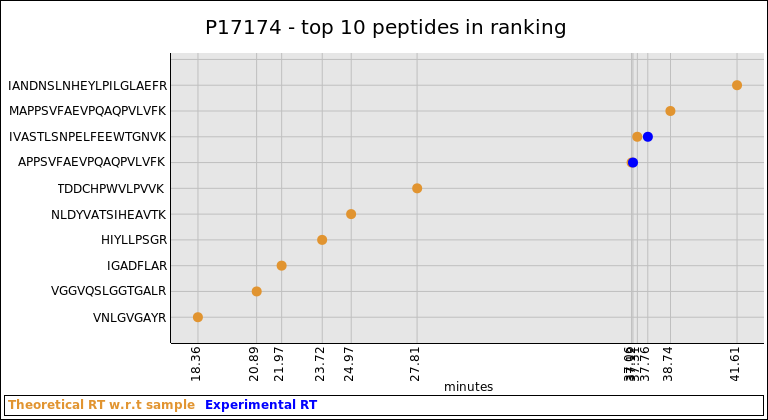 P17174 - top 10 peptides in ranking
IANDNSLNHEYLPILGLAEFR
MAPPSVFAEVPQAQPVLVFK
IVASTLSNPELFEEWTGNVK
APPSVFAEVPQAQPVLVFK
TDDCHPWVLPVVK
NLDYVATSIHEAVTK
HIYLLPSGR
IGADFLAR
VGGVQSLGGTGALR
VNLGVGAYR
18.36
20.89
21.97
23.72
24.97
27.81
37.76
38.74
41.61
minutes
Theoretical RT w.r.t sample Experimental RT